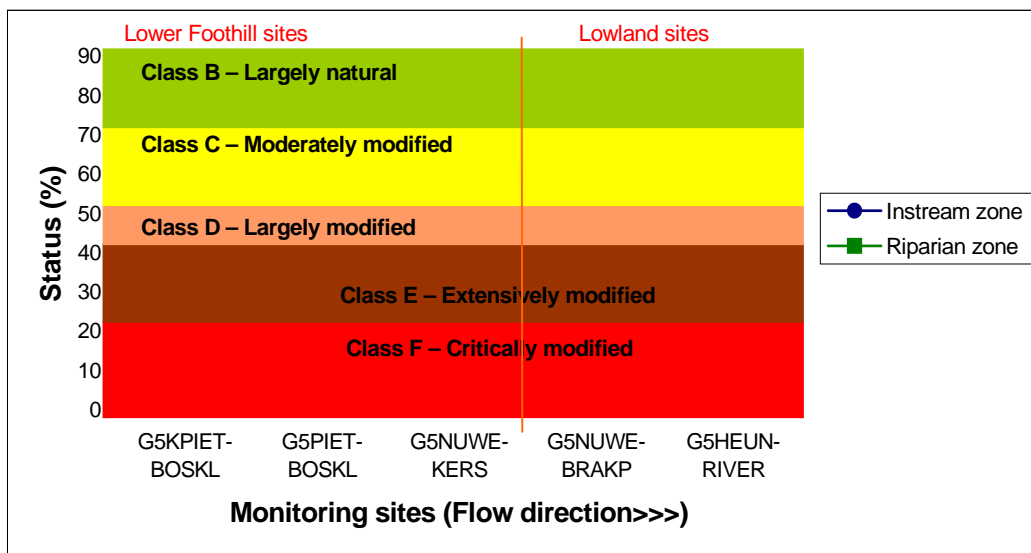 Lower Foothill sites
Lowland sites
90
80
70
60
50
40
30
20
10
0
Status (%)
Class B – Largely natural
Class C – Moderately modified
Class D – Largely modified
Class E – Extensively modified
Class F – Critically modified
G5KPIET-
BOSKL
G5PIET-
BOSKL
G5NUWE-
KERS
G5NUWE-
BRAKP
G5HEUN-
RIVER
Monitoring sites (Flow direction>>>)
Instream zone
Riparian zone